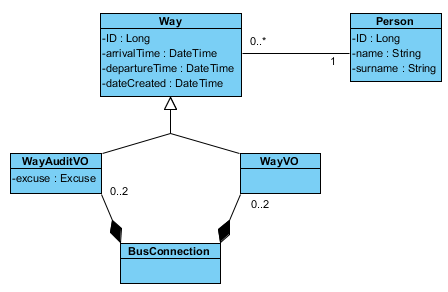 Way
-ID : Long
-arrivalTime : DateTime
-departureTime : DateTime
-dateCreated : DateTime
0..*
1
Person
-ID : Long
-name : String
-surname : String
WayAuditVO
-excuse : Excuse
0..2
WayVO
0..2
BusConnection